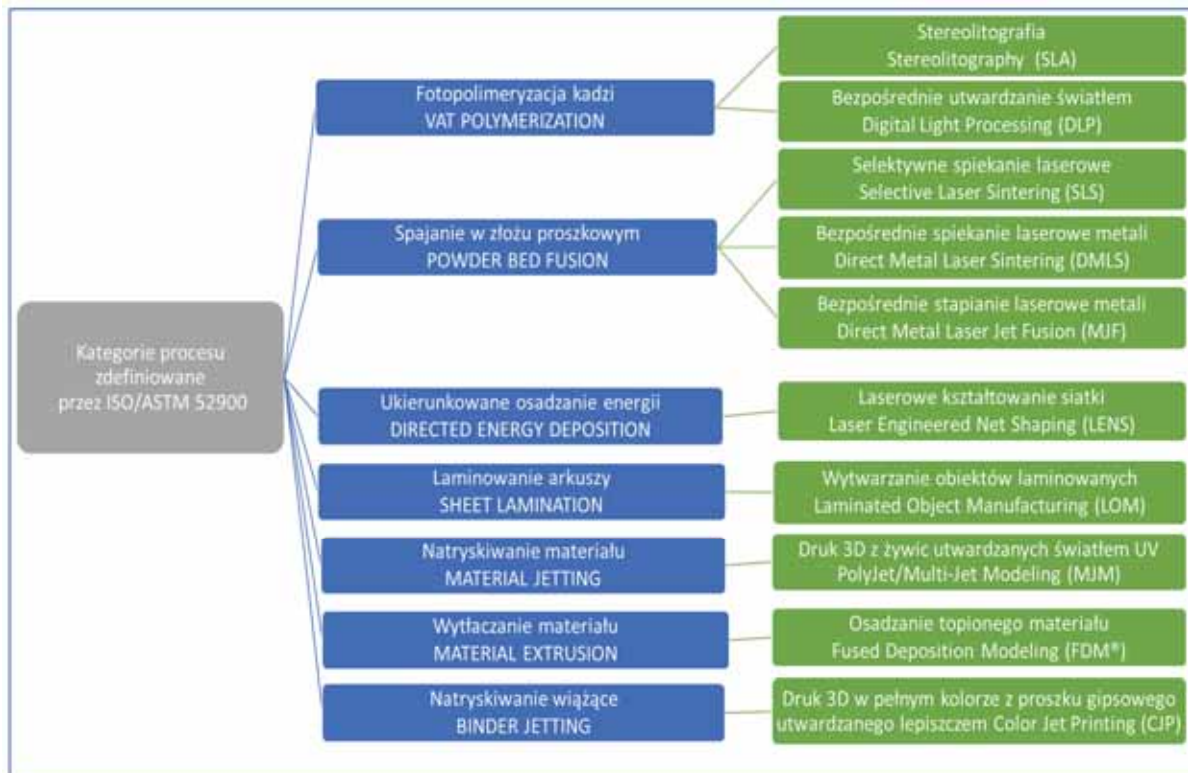 Kategorie procesu
zdefiniowane
przez ISO/ASTM 52900
Fotopolimeryzacja kadzi
VAT POLYMERIZATION
Stereolitografia
Stereolitography (SLA)
Bezpośrednie utwardzanie światłem
Digital Light Processing (DLP)
Spajanie w złożu proszkowym
POWDER BED FUSION
Selektywne spiekanie laserowe
Selective Laser Sintering (SLS)
Bezpośrednie spiekanie laserowe metali
Direct Metal Laser Sintering (DMLS)
Bezpośrednie stapianie laserowe metali
Direct Metal Laser Jet Fusion (MJF)
Ukierunkowane osadzanie energii
DIRECTED ENERGY DEPOSITION
Laserowe kształtowanie siatki
Laser Engineered Net Shaping (LENS)
Laminowanie arkuszy
SHEET LAMINATION
Wytwarzanie obiektów laminowanych
Laminated Object Manufacturing (LOM)
Natryskiwanie materiału
MATERIAL JETTING
Druk 3D z żywic utwardzanych światłem UV
PolyJet/Multi-Jet Modeling (MJM)
Wytłaczanie materiału
MATERIAL EXTRUSION
Osadzanie topionego materiału
Fused Deposition Modeling (FDM®)
Natryskiwanie wiążące
BINDER JETTING
Druk 3D w pełnym kolorze z proszku gipsowego
utwardzanego lepiszczem Color Jet Printing (CJP)